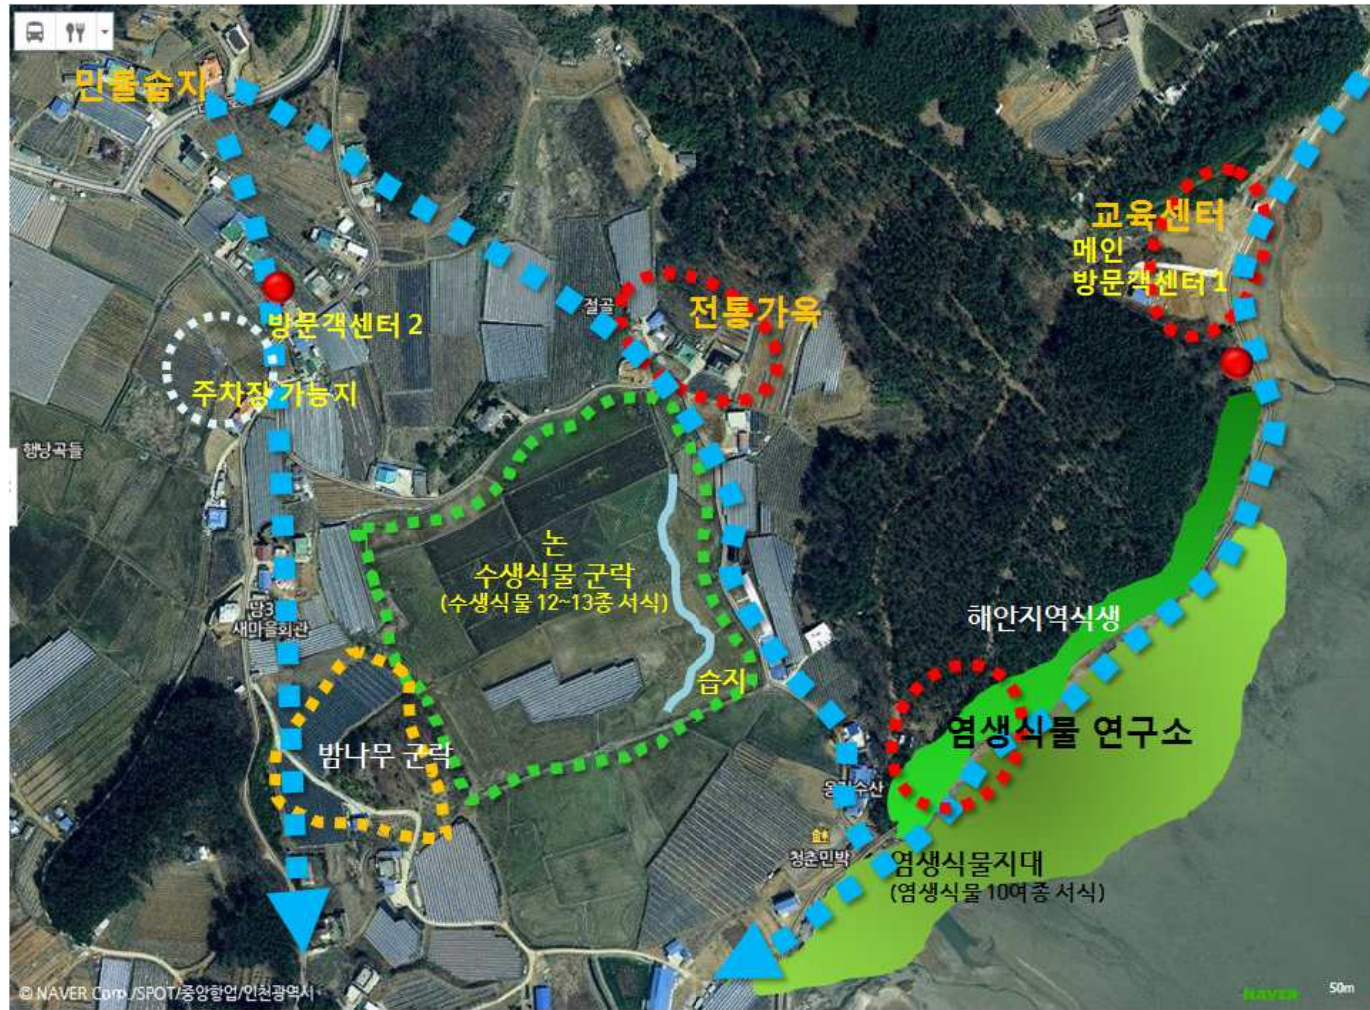 민물습지
교육센터
메인
방문객센터 1
전통가옥
절골
방문객센터 2
주차장 가능지
행낭곡들
논
수생식물 군락
(수생식물 12~13종 서식)
담3
새마을회관
해안지역식생
습지
염생식물 연구소
밤나무 군락
옹진수산
청춘민박
염생식물지대
(염생식물 10여종 서식)
© NAVER Corp./SPOT/중앙항업/인천광역시
NAVER
50m